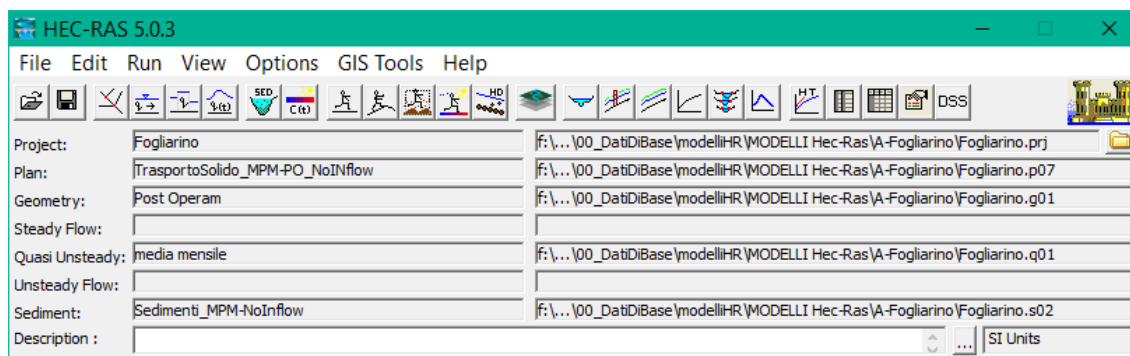 HEC-RAS 5.0.3
File Edit Run View Options GIS Tools Help
SED C(t) HD HT DSS
Project: Fogliarino f:\...\00_DatiDiBase\modelliHR\MODELLI Hec-Ras\A-Fogliarino\Fogliarino.prj
Plan: TrasportoSolido_MPM-PO_NoINflow f:\...\00_DatiDiBase\modelliHR\MODELLI Hec-Ras\A-Fogliarino\Fogliarino.p07
Geometry: Post Operam f:\...\00_DatiDiBase\modelliHR\MODELLI Hec-Ras\A-Fogliarino\Fogliarino.g01
Steady Flow:
Quasi Unsteady: media mensile f:\...\00_DatiDiBase\modelliHR\MODELLI Hec-Ras\A-Fogliarino\Fogliarino.q01
Unsteady Flow:
Sediment: Sedimenti_MPM-NoInflow f:\...\00_DatiDiBase\modelliHR\MODELLI Hec-Ras\A-Fogliarino\Fogliarino.s02
Description : ... SI Units